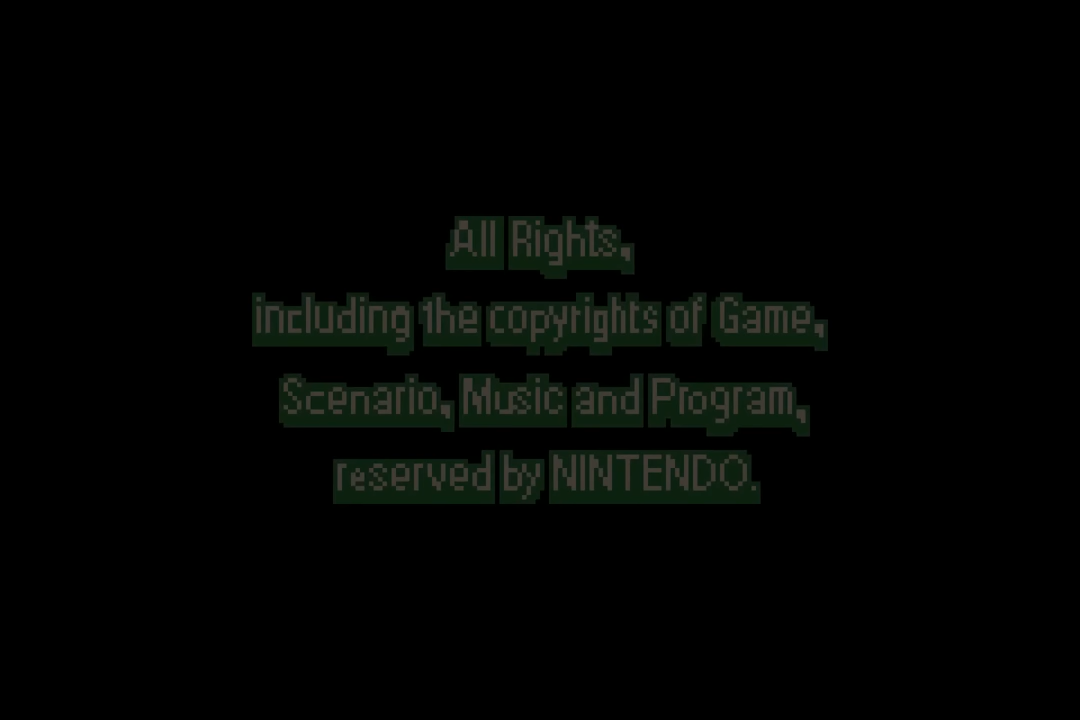 All Rights,
including the copyrights of Game,
Scenario, Music and Program,
reserved by NINTENDO.